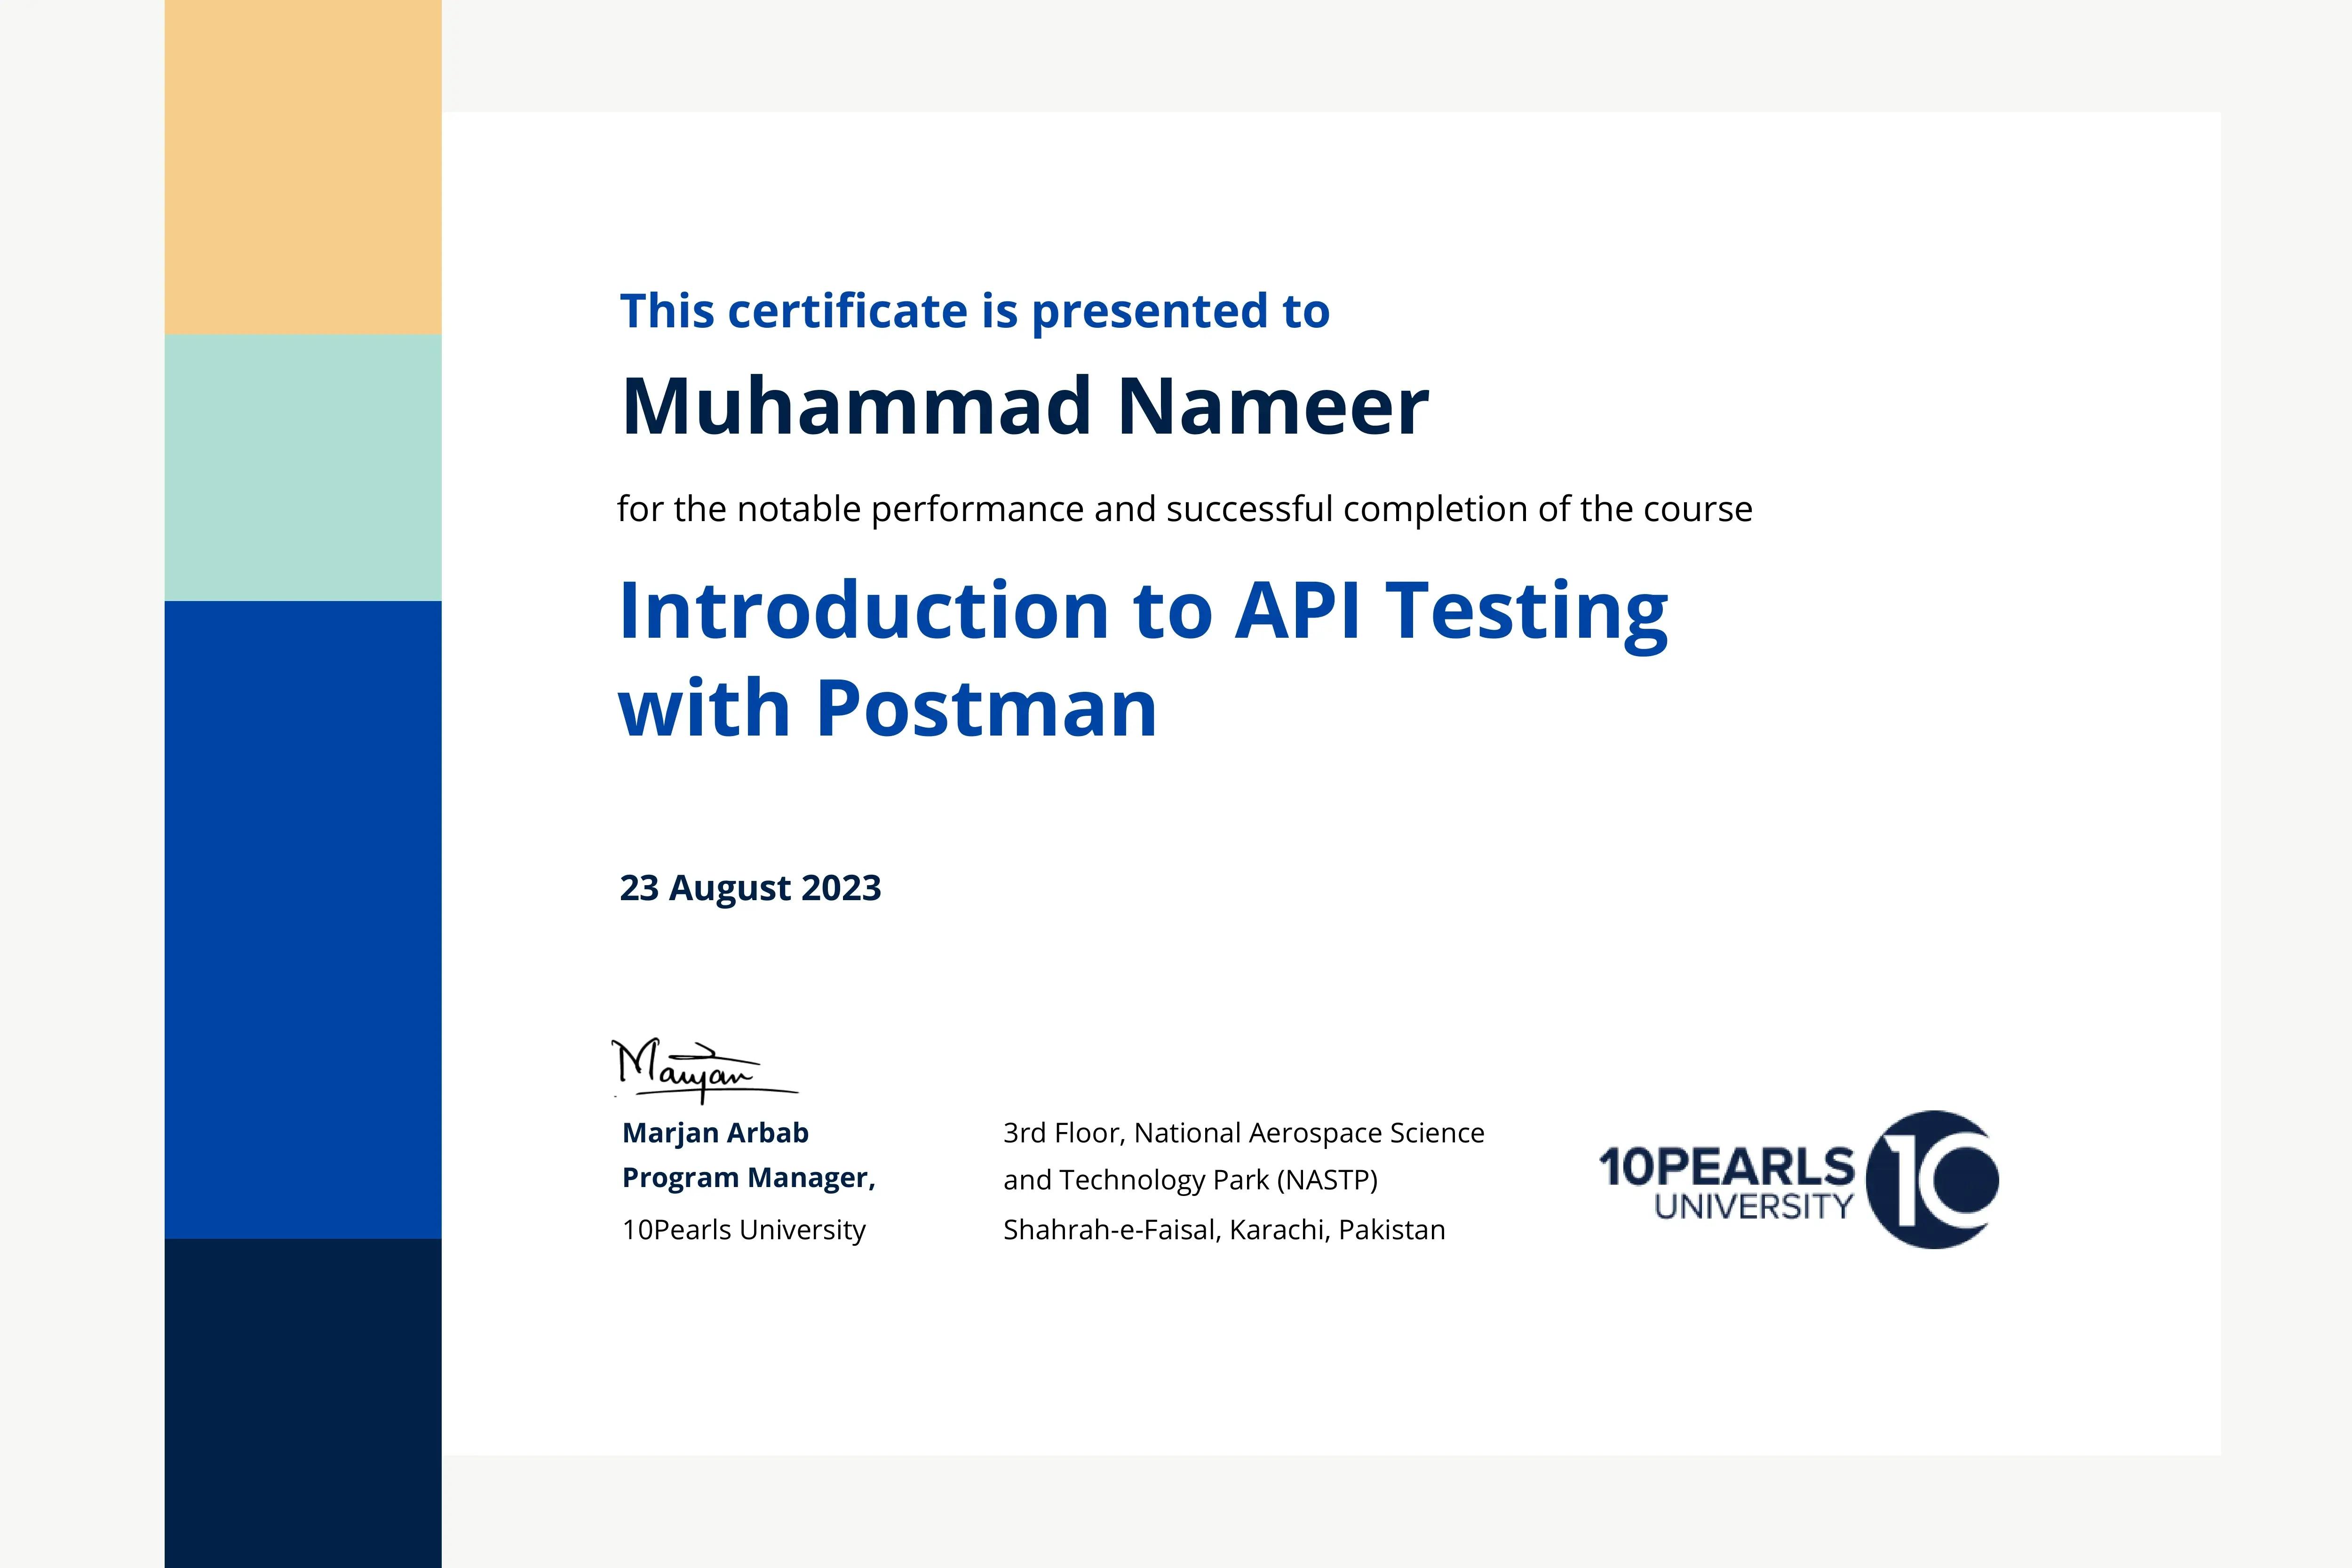 This certificate is presented to
Muhammad Nameer
for the notable performance and successful completion of the course
Introduction to API Testing
with Postman
23 August 2023
Marjan
Marjan Arbab
Program Manager,
10Pearls University
3rd Floor, National Aerospace Science
and Technology Park (NASTP)
Shahrah-e-Faisal, Karachi, Pakistan
10PEARLS
UNIVERSITY
10